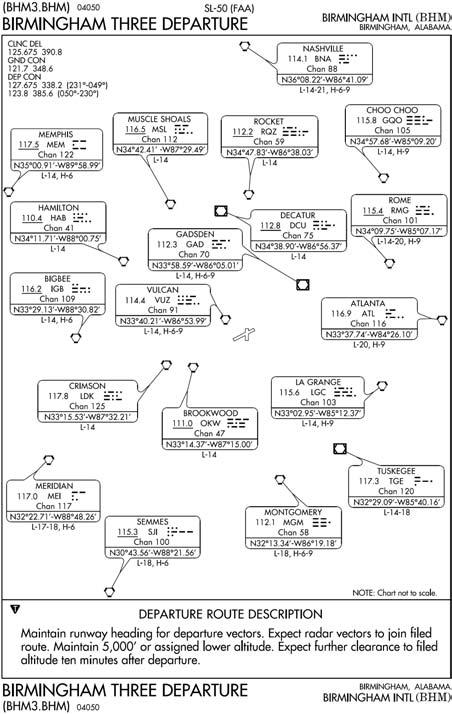 (BHM3.BHM) 04050
SL-50 (FAA)
BIRMINGHAM THREE DEPARTURE
BIRMINGHAM INTL (BHM)
BIRMINGHAM, ALABAMA.
CLNC DEL
125.675 390.8
GND CON
121.7 348.6
DEP CON
127.675 338.2 (231°-049°)
123.8 385.6 (050°-230°)
NASHVILLE
114.1 BNA
Chan 88
N36°08.22'-W86°41.09'
L-14-21, H-6-9
CHOO CHOO
115.8 GQO
Chan 105
N34°57.68'-W85°09.20'
L-14, H-9
MUSCLE SHOALS
116.5 MSL
Chan 112
N34°42.41'-W87°29.49'
L-14
ROCKET
112.2 RQZ
Chan 59
N34°47.83'-W86°38.03'
L-14
MEMPHIS
117.5 MEM
Chan 122
N35°00.91'-W89°58.99'
L-14, H-6
HAMILTON
110.4 HAB
Chan 41
N34°11.71'-W88°00.75'
L-14
ROME
115.4 RMG
Chan 101
N34°09.75'-W85°07.17'
L-14-20, H-9
DECATUR
112.8 DCU
Chan 75
N34°38.90'-W86°56.37'
L-14
GADSDEN
112.3 GAD
Chan 70
N33°58.59'-W86°05.01'
L-14, H-6-9
BIGBEE
116.2 IGB
Chan 109
N33°29.13'-W88°30.82'
L-14, H-6
VULCAN
114.4 VUZ
Chan 91
N33°40.21'-W86°53.99'
L-14, H-6-9
ATLANTA
116.9 ATL
Chan 116
N33°37.74'-W84°26.10'
L-20, H-9
CRIMSON
117.8 LDK
Chan 125
N33°15.53'-W87°32.21'
L-14
LA GRANGE
115.6 LGC
Chan 103
N33°02.95'-W85°12.37'
L-14, H-9
BROOKWOOD
111.0 OKW
Chan 47
N33°14.37'-W87°15.00'
L-14
TUSKEGEE
117.3 TGE
Chan 120
N32°29.09'-W85°40.16'
L-14-18
MERIDIAN
117.0 MEI
Chan 117
N32°22.71'-W88°48.26'
L-17-18, H-6
MONTGOMERY
112.1 MGM
Chan 58
N32°13.34'-W86°19.18'
L-18, H-6-9
SEMMES
115.3 SJI
Chan 100
N30°43.56'-W88°21.56'
L-18, H-6
NOTE: Chart not to scale.
T
DEPARTURE ROUTE DESCRIPTION
Maintain runway heading for departure vectors. Expect radar vectors to join filed
route. Maintain 5,000' or assigned lower altitude. Expect further clearance to filed
altitude ten minutes after departure.
BIRMINGHAM THREE DEPARTURE
(BHM3.BHM) 04050
BIRMINGHAM, ALABAMA.
BIRMINGHAM INTL (BHM)